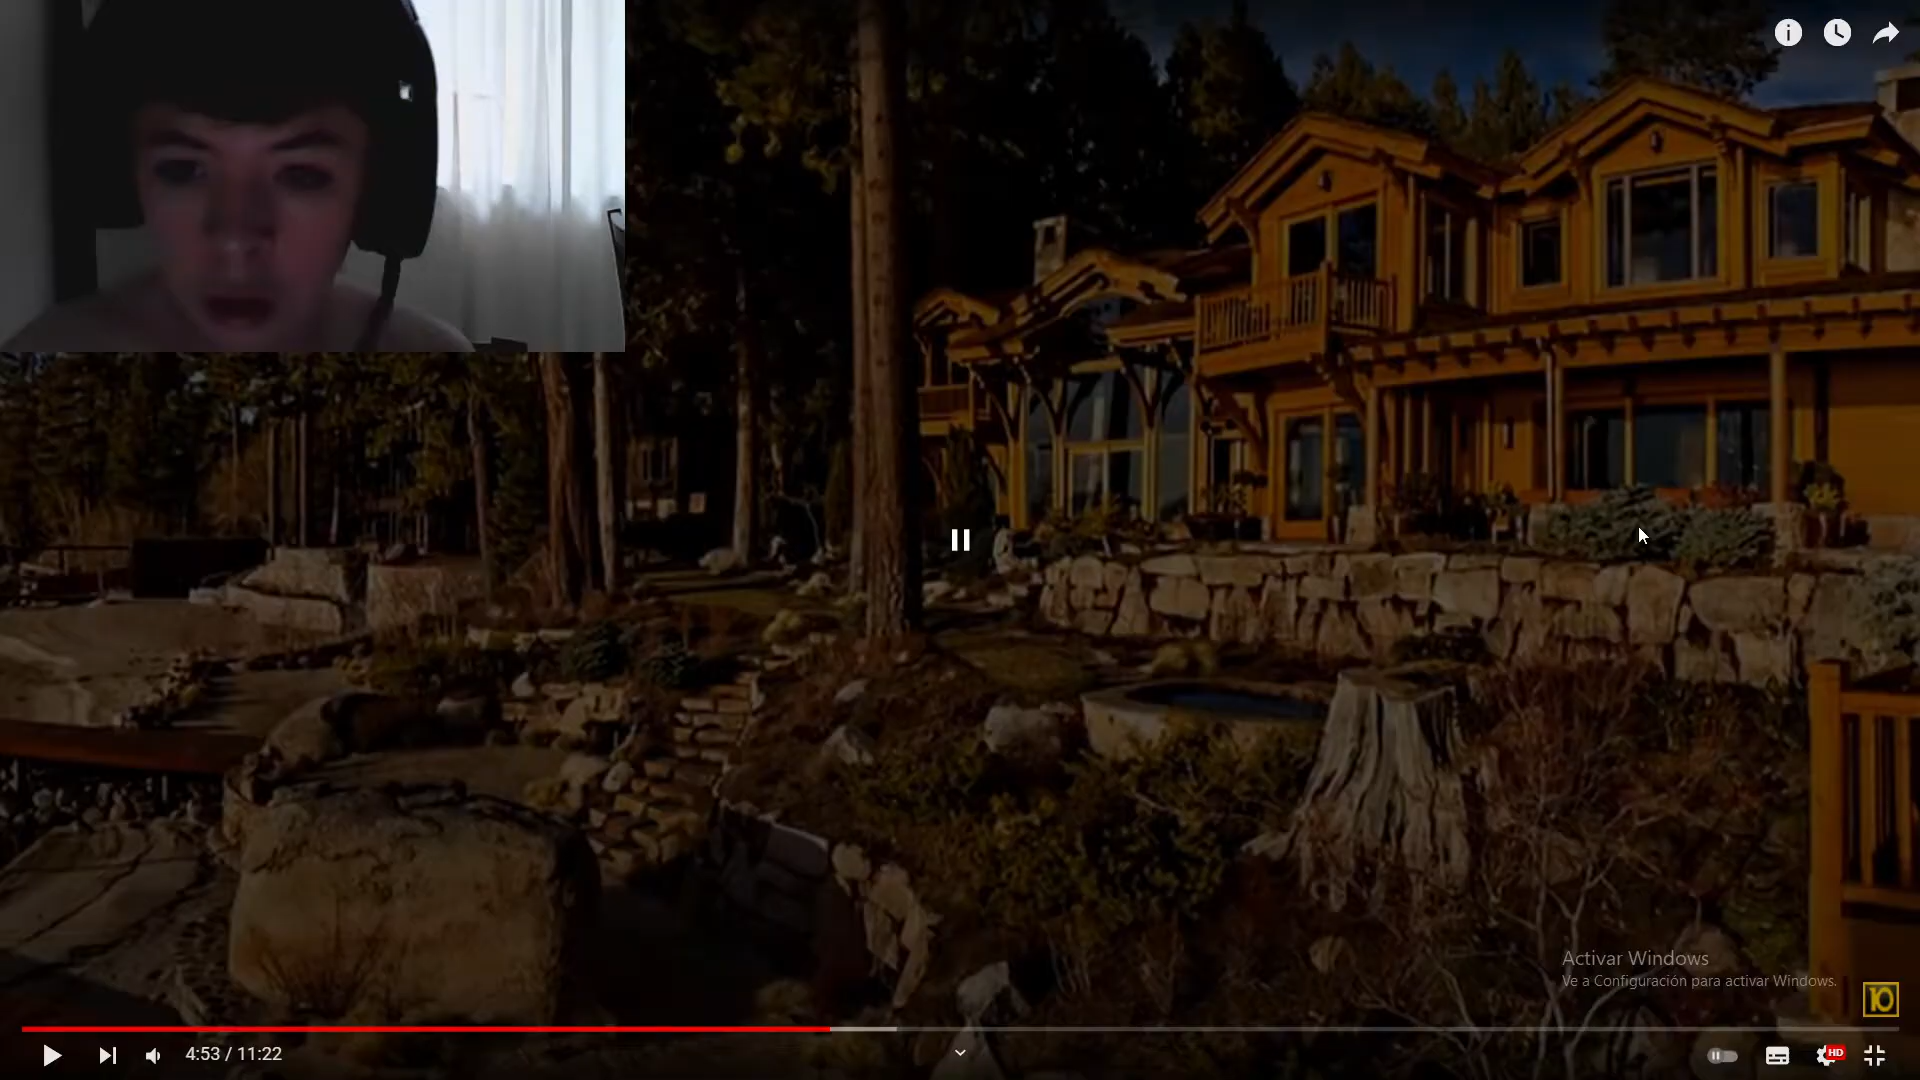 Activar Windows
Ve a Configuración para activar Windows.
10
4:53 / 11:22
HD